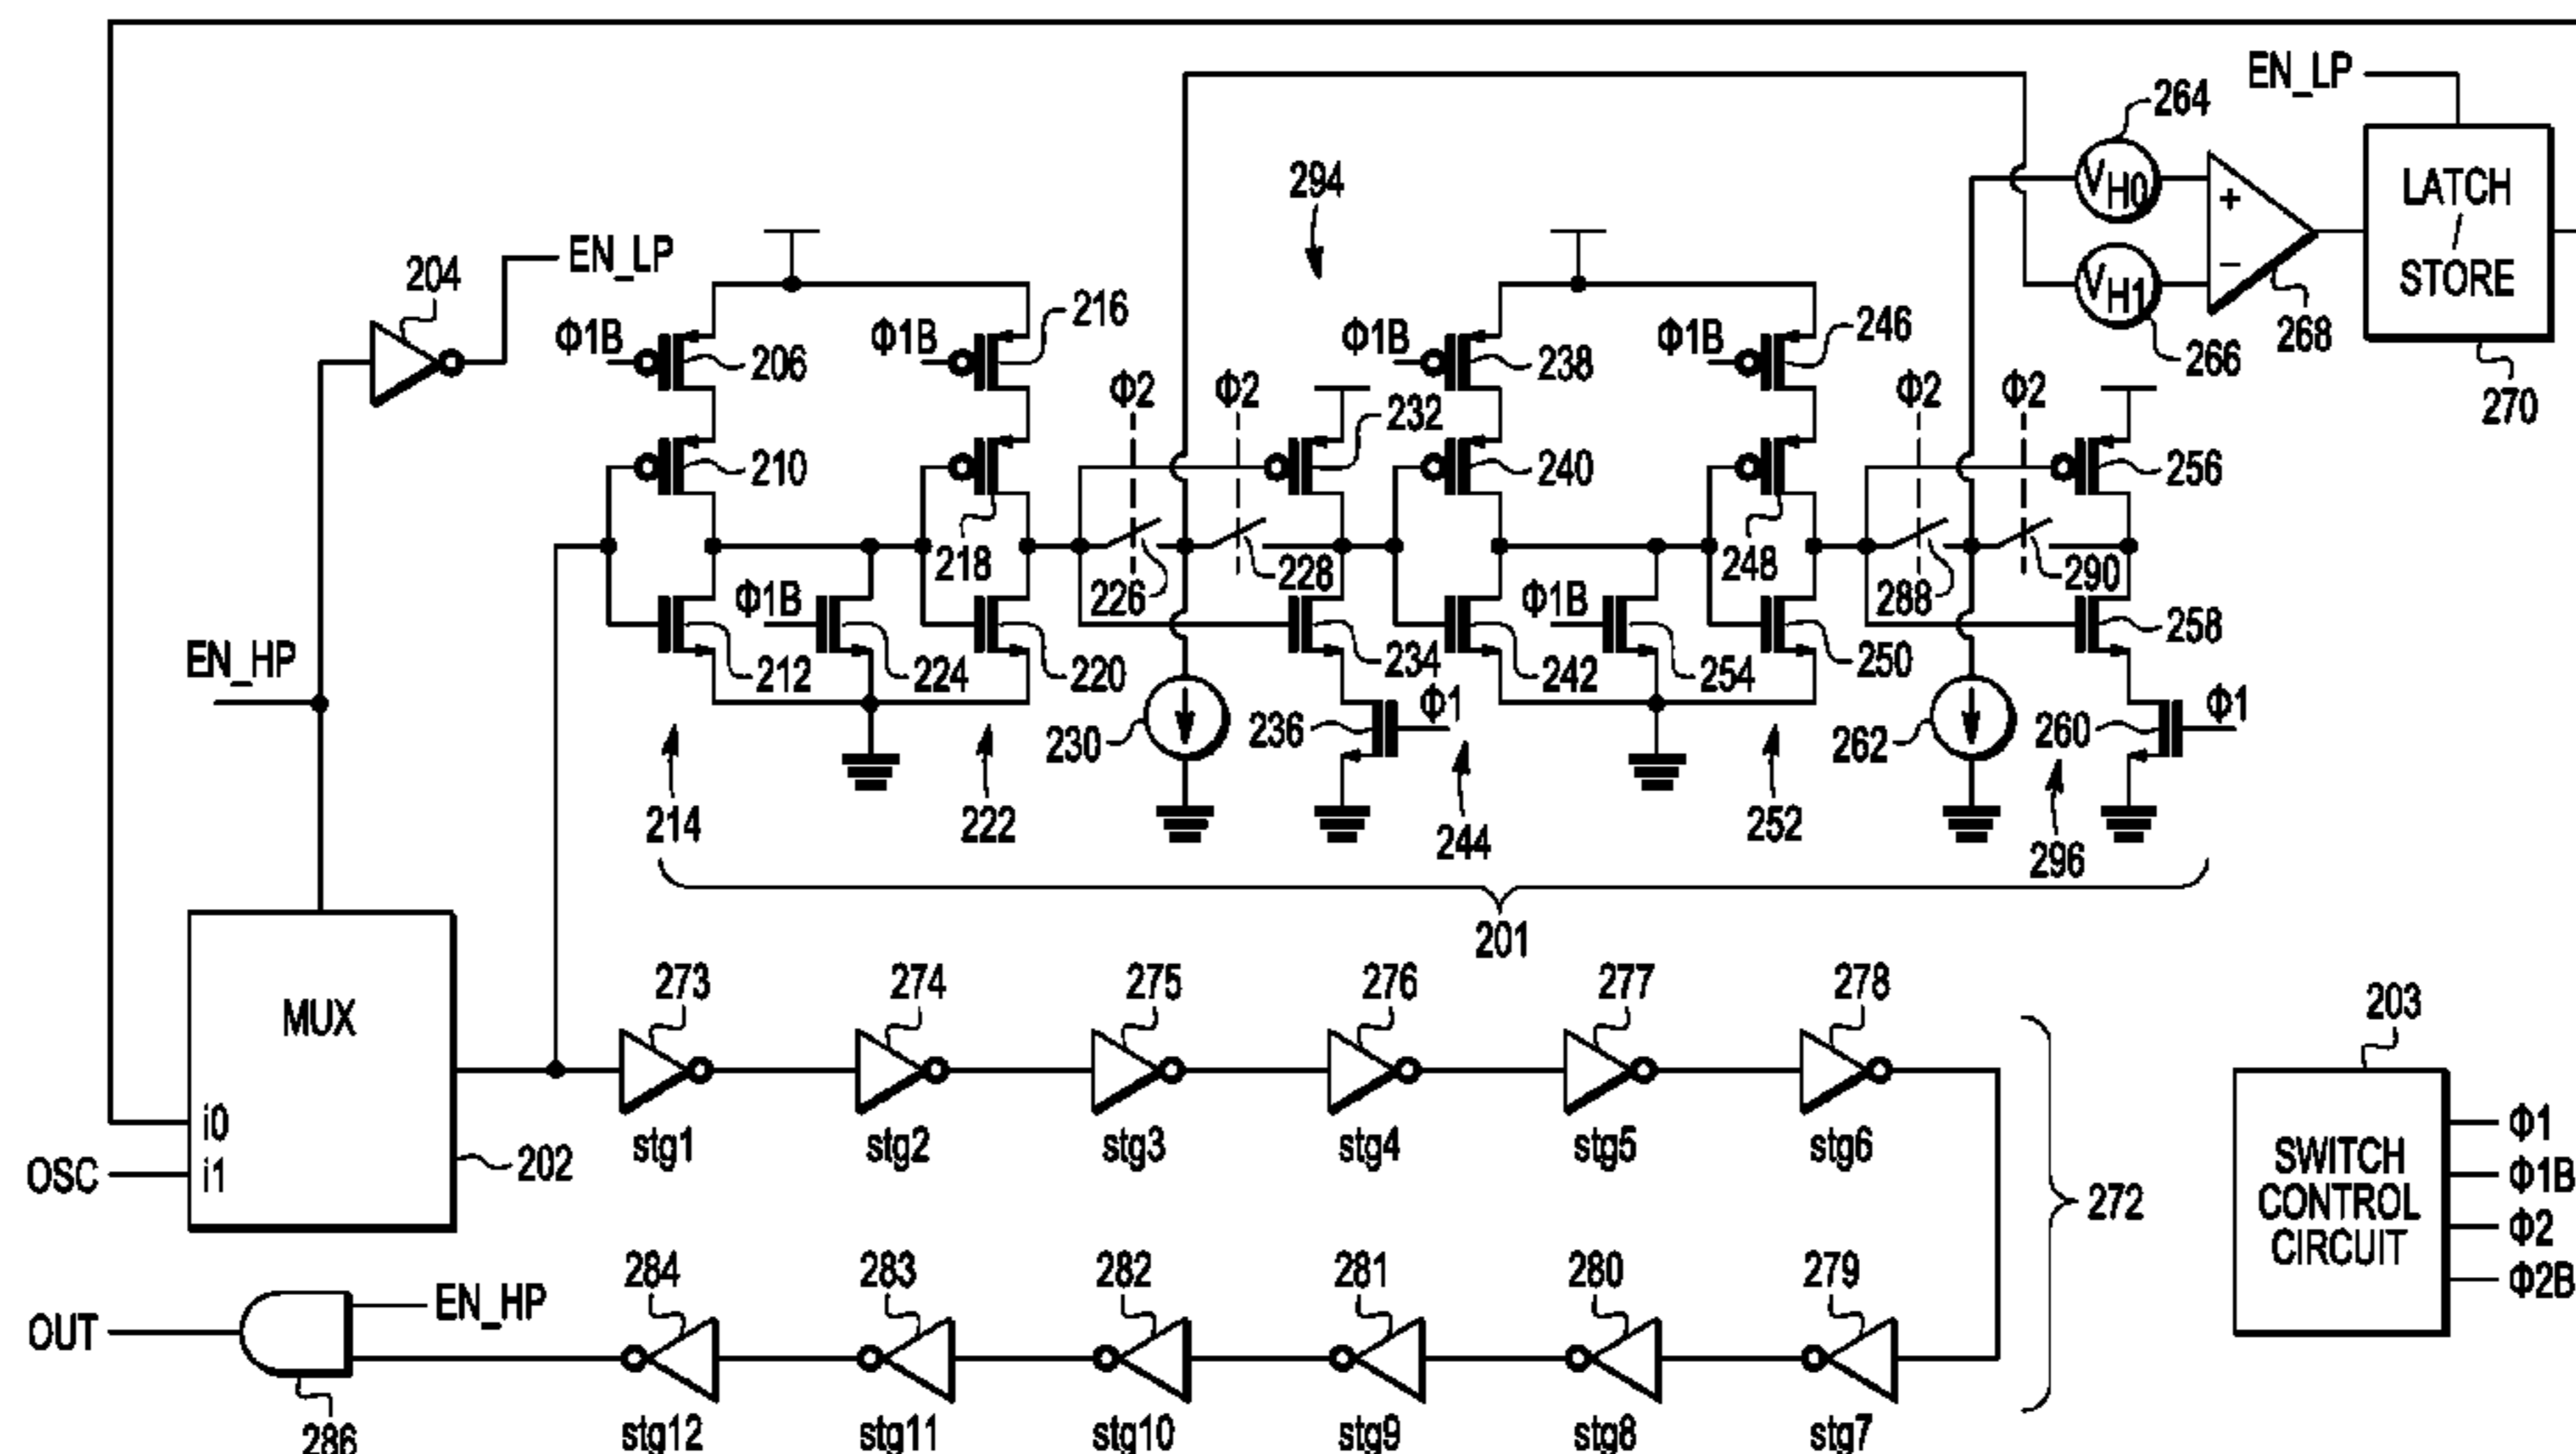 EN_LP
264
V_H0
+
LATCH
/
STORE
294
EN_LP
204
V_H1
−
268
266
270
Φ1B
206
Φ1B
216
Φ1B
238
Φ1B
246
Φ2
Φ2
232
Φ2
Φ2
210
240
256
218
226
228
248
288
290
Φ1B
Φ1B
EN_HP
212
224
220
234
242
254
250
258
230
236
Φ1
262
260
Φ1
214
222
244
252
296
201
273
274
275
276
277
278
203
MUX
i0
OSC
i1
202
stg1
stg2
stg3
stg4
stg5
stg6
Φ1
SWITCH
CONTROL
CIRCUIT
Φ1B
Φ2
Φ2B
272
284
283
282
281
280
279
EN_HP
OUT
286
stg12
stg11
stg10
stg9
stg8
stg7